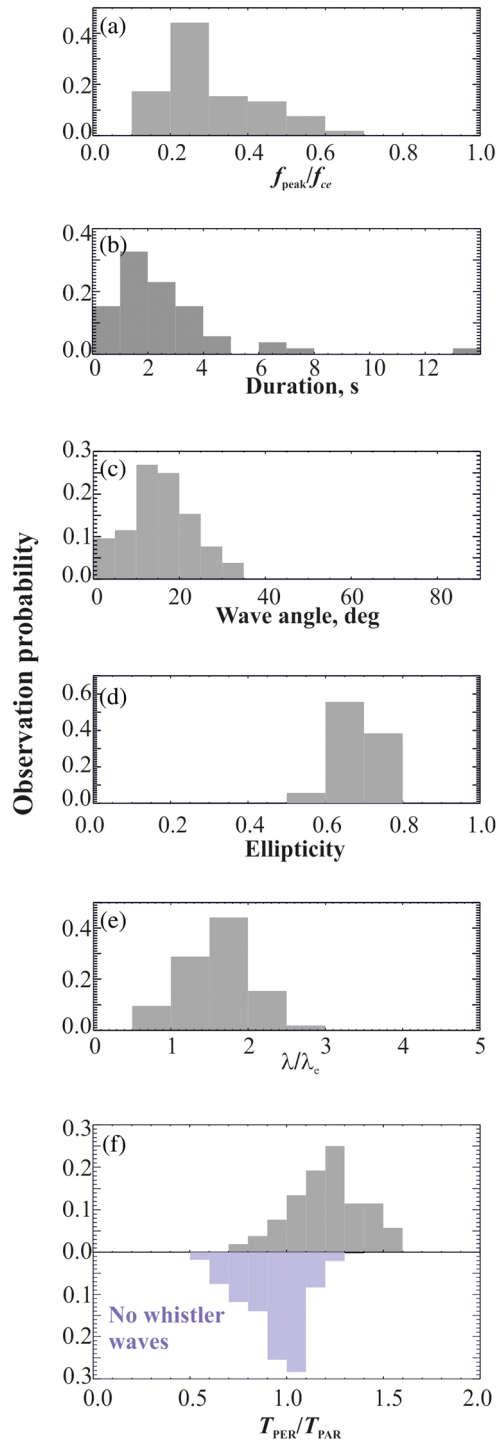 Observation probability
(a)
0.4
0.2
0.0
0.0 0.2 0.4 0.6 0.8 1.0
fpeak/fce
(b)
0.4
0.2
0.0
0 2 4 6 8 10 12
Duration, s
(c)
0.3
0.2
0.1
0.0
0 20 40 60 80
Wave angle, deg
(d)
0.6
0.4
0.2
0.0
0.0 0.2 0.4 0.6 0.8 1.0
Ellipticity
(e)
0.4
0.2
0.0
0 1 2 3 4 5
λ/λe
(f)
0.3
0.2
0.1
0.0
0.1
0.2
0.3
No whistler
waves
0.0 0.5 1.0 1.5 2.0
TPER/TPAR